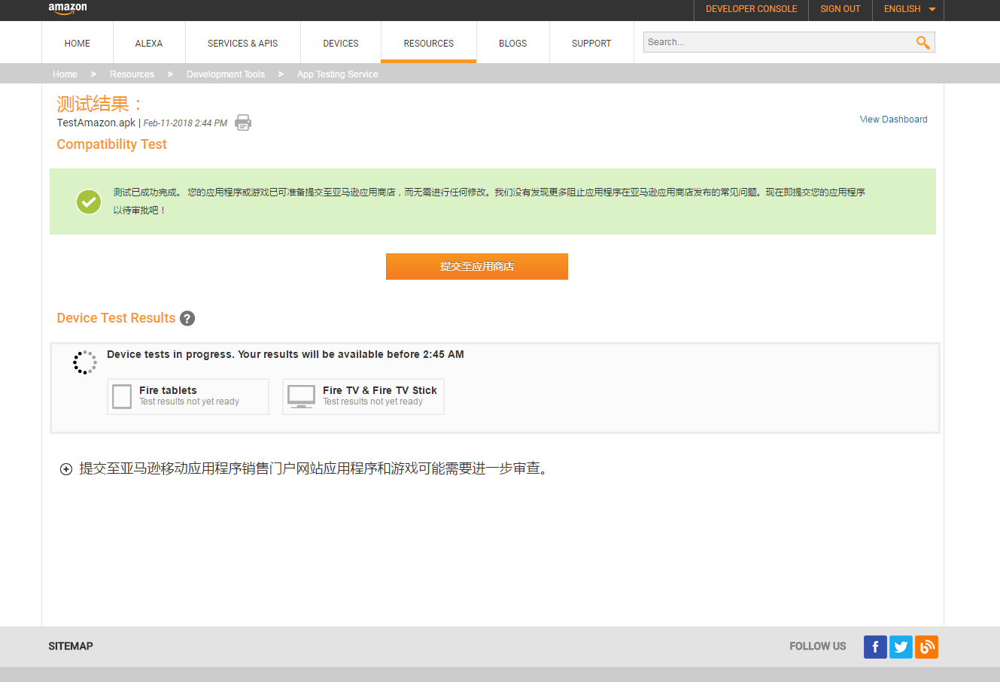 amazon
DEVELOPER CONSOLE
SIGN OUT
ENGLISH
HOME
ALEXA
SERVICES & APIS
DEVICES
RESOURCES
BLOGS
SUPPORT
Search...
Home > Resources > Development Tools > App Testing Service
测试结果：
TestAmazon.apk | Feb-11-2018 2:44 PM
View Dashboard
Compatibility Test
测试已成功完成。 您的应用程序或游戏已可准备提交至亚马逊应用商店，而无需进行任何修改。我们没有发现更多阻止应用程序在亚马逊应用商店发布的常见问题。现在即提交您的应用程序
以待审批吧！
提交至应用商店
Device Test Results ?
Device tests in progress. Your results will be available before 2:45 AM
Fire tablets
Test results not yet ready
Fire TV & Fire TV Stick
Test results not yet ready
提交至亚马逊移动应用程序销售门户网站应用程序和游戏可能需要进一步审查。
SITEMAP
FOLLOW US